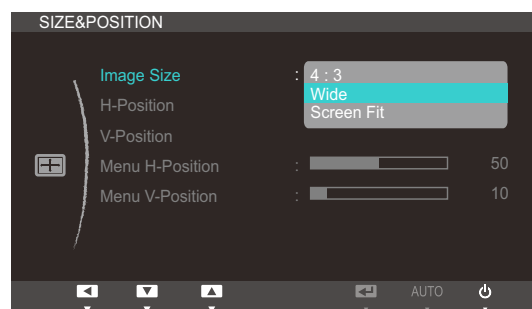 SIZE&POSITION
Image Size : 4 : 3
Wide
Screen Fit
H-Position
V-Position
Menu H-Position : 50
Menu V-Position : 10
AUTO